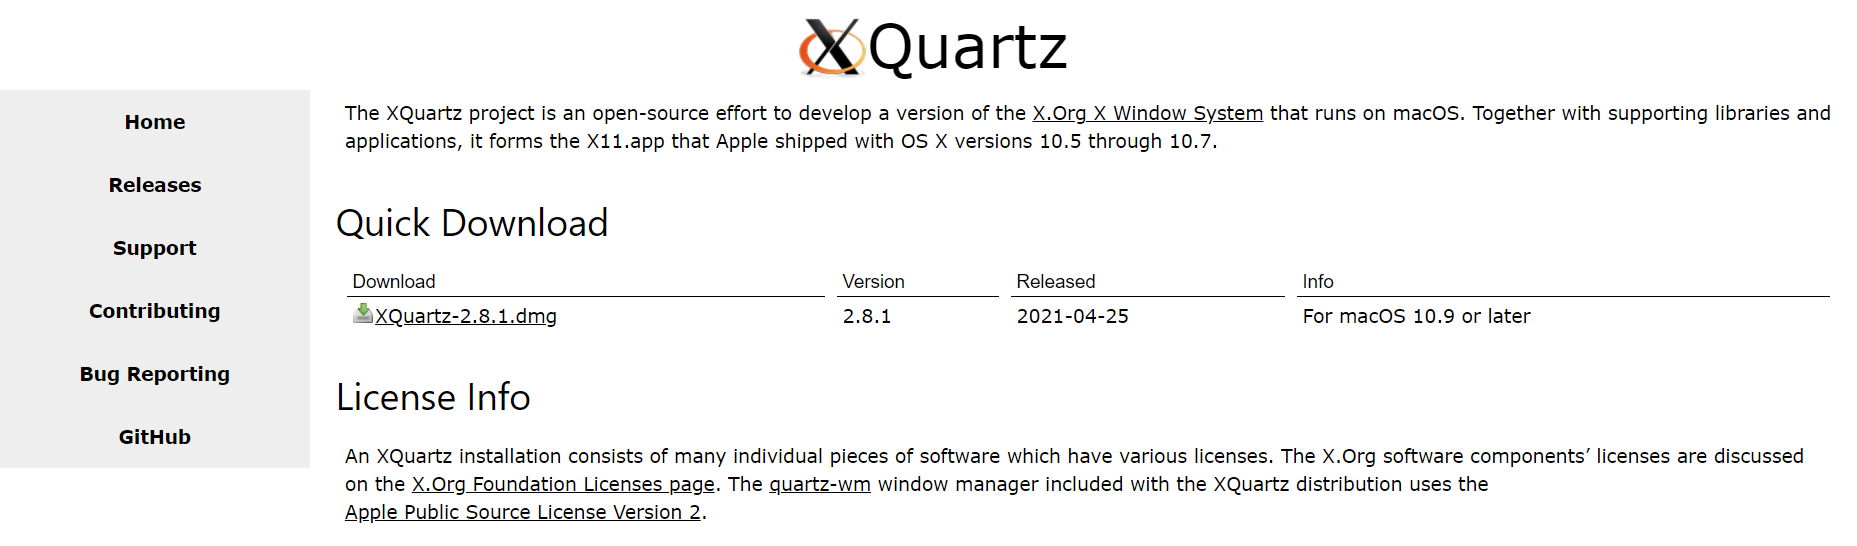 XQuartz
Home
Releases
Support
Contributing
Bug Reporting
GitHub
The XQuartz project is an open-source effort to develop a version of the X.Org X Window System that runs on macOS. Together with supporting libraries and
applications, it forms the X11.app that Apple shipped with OS X versions 10.5 through 10.7.
Quick Download
Download Version Released Info
XQuartz-2.8.1.dmg 2.8.1 2021-04-25 For macOS 10.9 or later
License Info
An XQuartz installation consists of many individual pieces of software which have various licenses. The X.Org software components’ licenses are discussed
on the X.Org Foundation Licenses page. The quartz-wm window manager included with the XQuartz distribution uses the
Apple Public Source License Version 2.